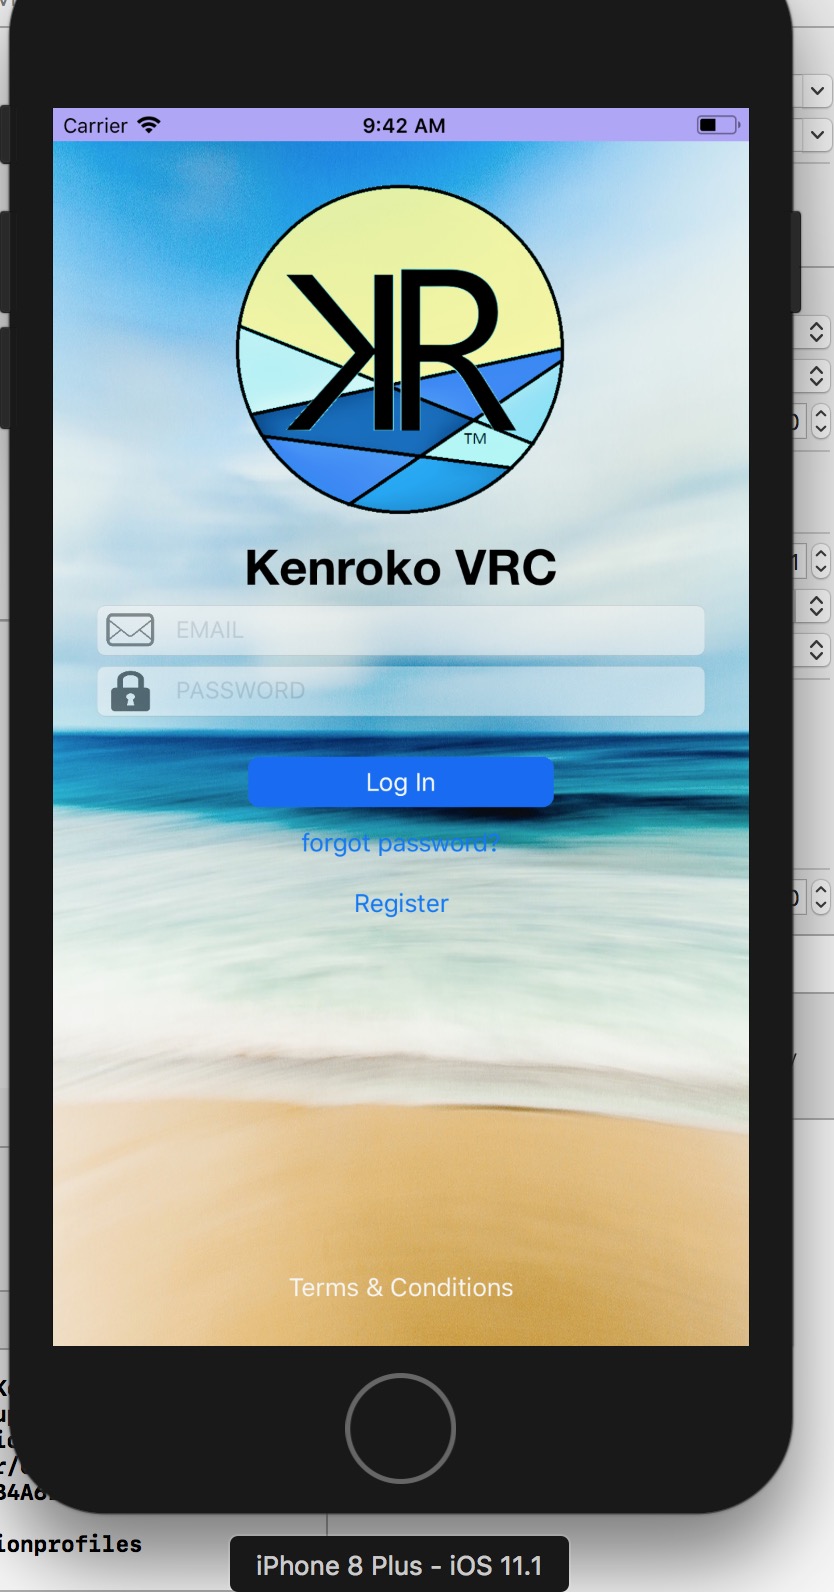 Carrier 9:42 AM
KR
TM
Kenroko VRC
EMAIL
PASSWORD
Log In
forgot password?
Register
Terms & Conditions
ionprofiles
iPhone 8 Plus - iOS 11.1